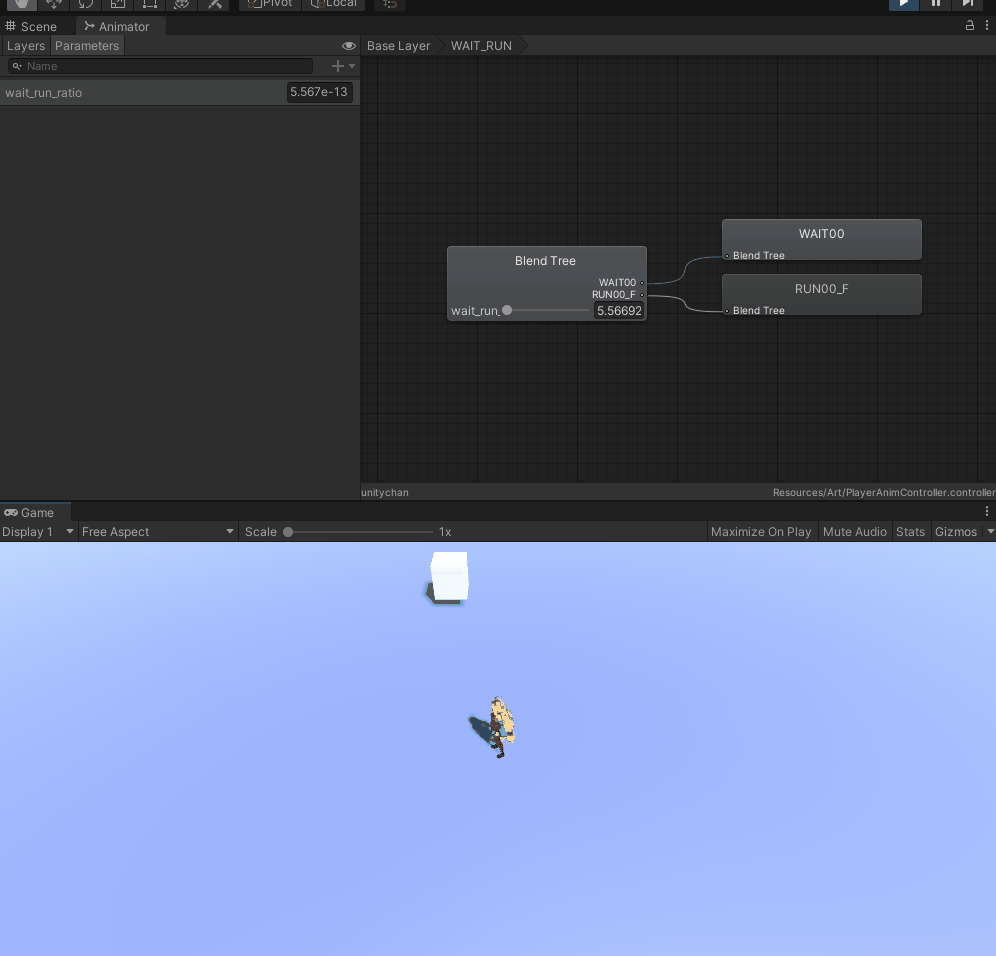 Pivot Local
Scene Animator
Layers Parameters
Base Layer WAIT_RUN
Name
wait_run_ratio 5.567e-13
WAIT00
Blend Tree
Blend Tree
WAIT00
RUN00_F
wait_run_ 5.56692
RUN00_F
Blend Tree
unitychan Resources/Art/PlayerAnimController.controller
Game
Display 1 Free Aspect Scale 1x Maximize On Play Mute Audio Stats Gizmos